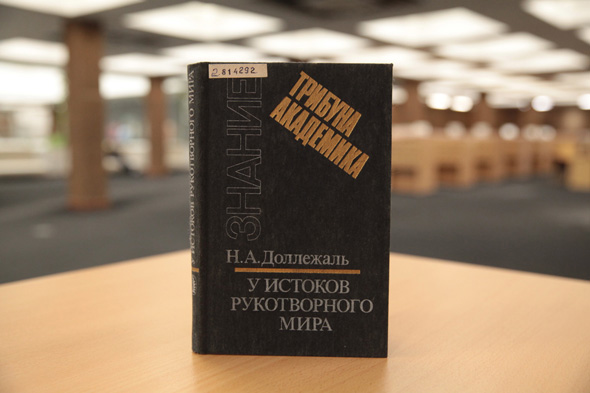 2 814292
ЗНАНИЕ
ТРИБУНА
АКАДЕМИКА
Н.А.Доллежаль
У ИСТОКОВ
РУКОТВОРНОГО
МИРА
У ИСТОКОВ РУКОТВОРНОГО МИРА